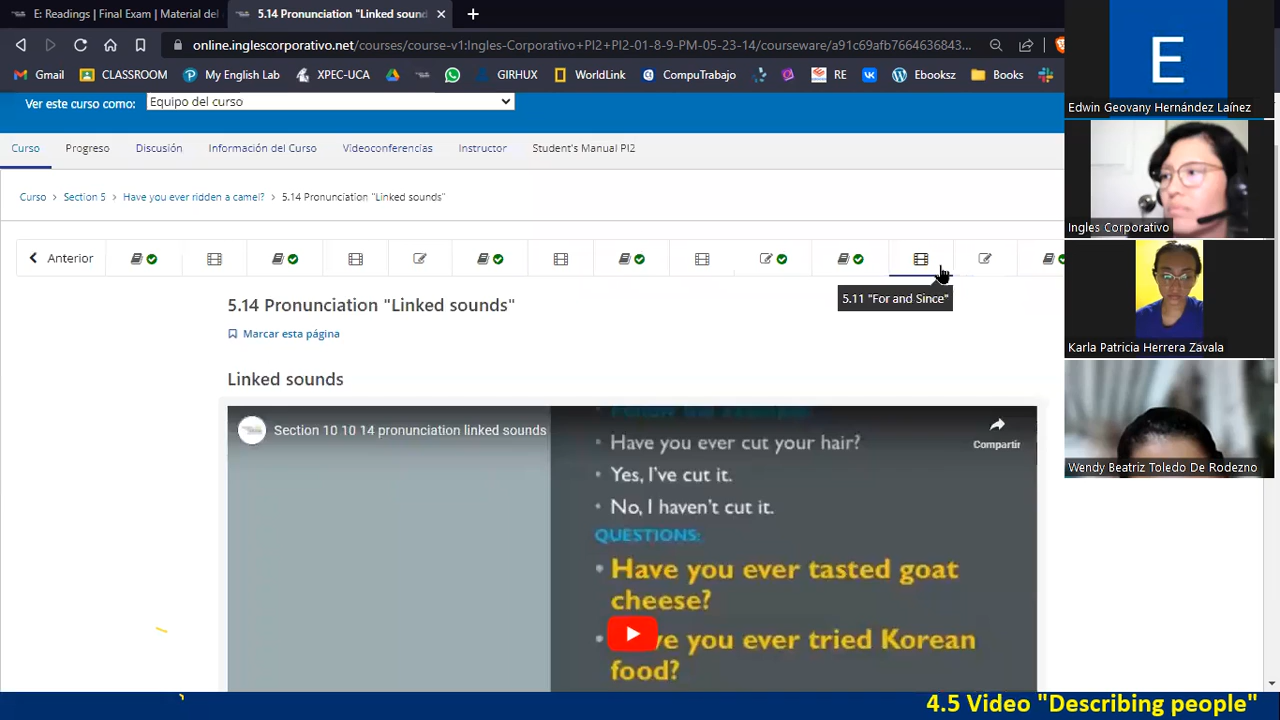 E: Readings | Final Exam | Material del
5.14 Pronunciation "Linked sound
online.inglescorporativo.net/courses/course-v1:Ingles-Corporativo+PI2+PI2-01-8-9-PM-05-23-14/courseware/a91c69afb7664636843...
Gmail
CLASSROOM
My English Lab
XPEC-UCA
GIRHUX
WorldLink
CompuTrabajo
RE
Ebooksz
Books
Ver este curso como:
Equipo del curso
Curso
Progreso
Discusión
Información del Curso
Videoconferencias
Instructor
Student's Manual PI2
Curso > Section 5 > Have you ever ridden a camel? > 5.14 Pronunciation "Linked sounds"
Anterior
5.11 "For and Since"
5.14 Pronunciation "Linked sounds"
Marcar esta página
Linked sounds
Section 10 10 14 pronunciation linked sounds
Compartir
• Have you ever cut your hair?
Yes, I've cut it.
No, I haven't cut it.
QUESTIONS:
• Have you ever tasted goat
cheese?
ve you ever tried Korean
food?
E
Edwin Geovany Hernández Laínez
Ingles Corporativo
Karla Patricia Herrera Zavala
Wendy Beatriz Toledo De Rodezno
4.5 Video "Describing people"